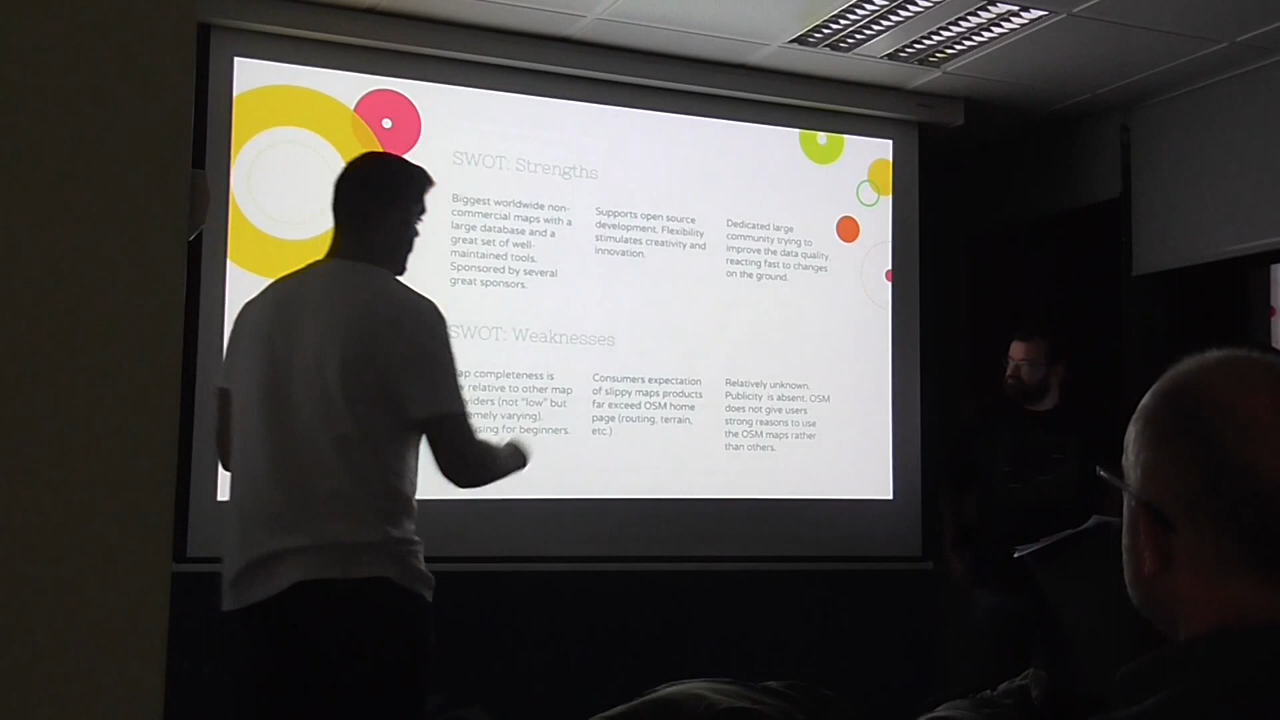 SWOT: Strengths
Biggest worldwide non-
commercial maps with a
large database and a
great set of well-
maintained tools.
Sponsored by several
great sponsors.
Supports open source
development. Flexibility
stimulates creativity and
innovation.
Dedicated large
community trying to
improve the data quality,
reacting fast to changes
on the ground.
SWOT: Weaknesses
ap completeness is
relative to other map
viders (not "low" but
emely varying).
sing for beginners.
Consumers expectation
of slippy maps products
far exceed OSM home
page (routing, terrain,
etc.)
Relatively unknown.
Publicity is absent. OSM
does not give users
strong reasons to use
the OSM maps rather
than others.